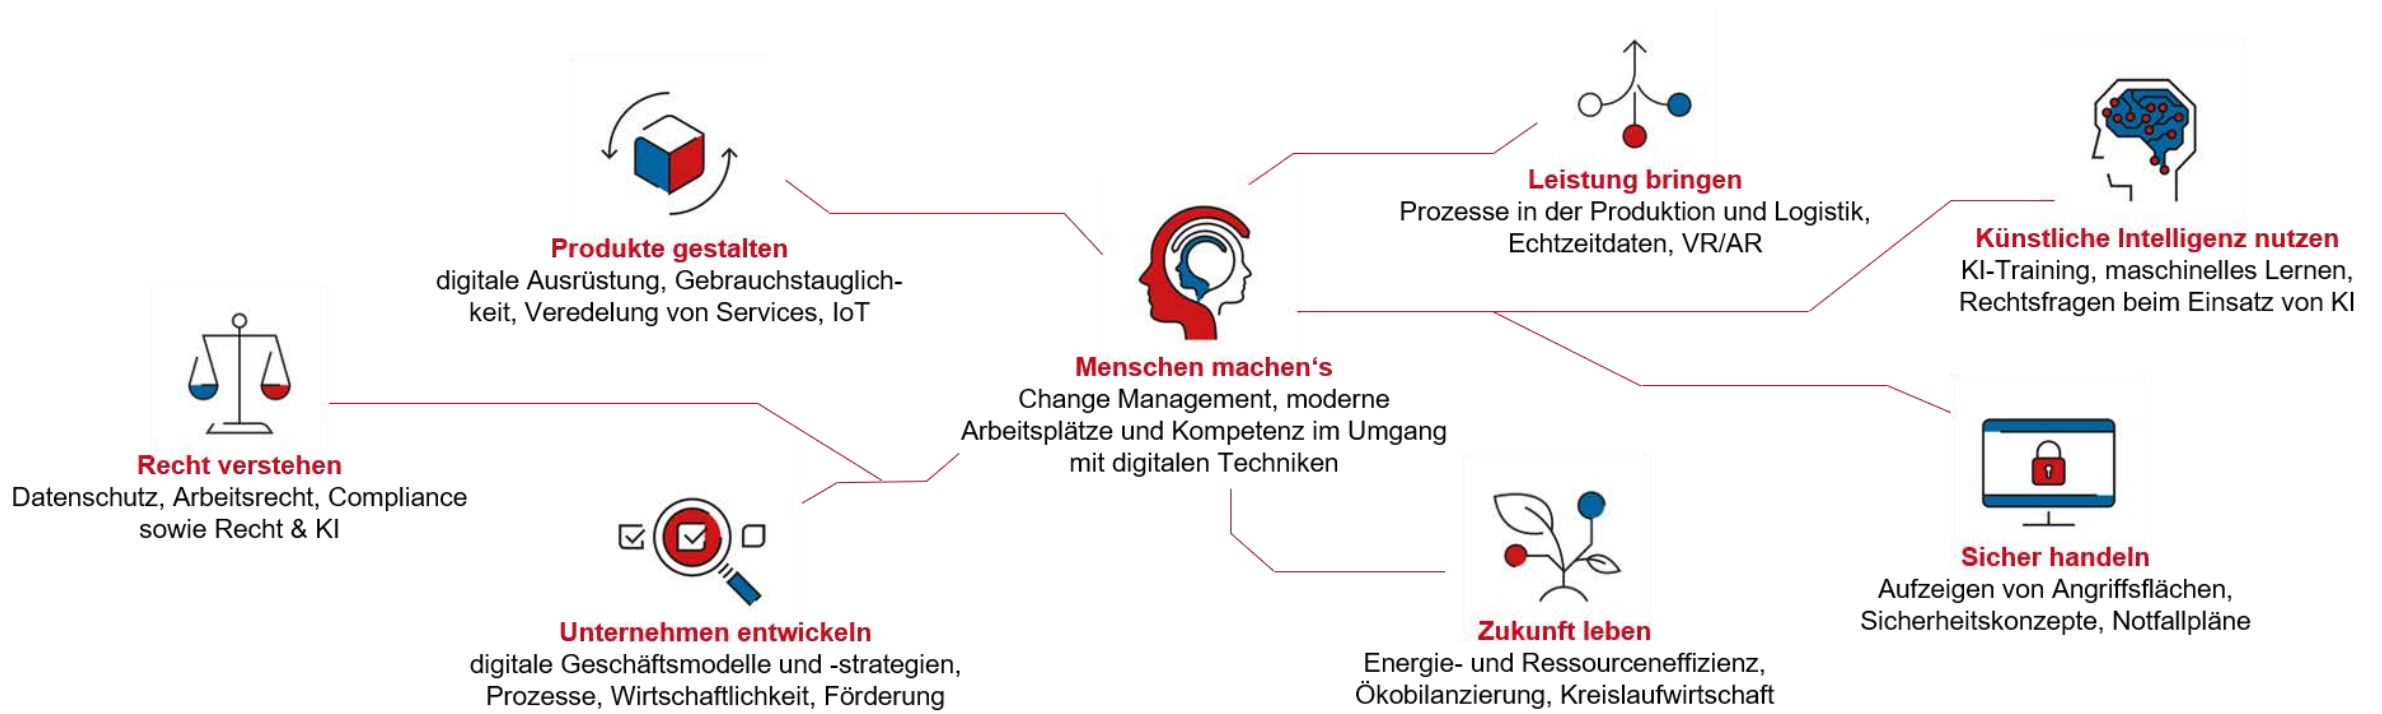 Produkte gestalten
digitale Ausrüstung, Gebrauchstauglich-
keit, Veredelung von Services, IoT
Leistung bringen
Prozesse in der Produktion und Logistik,
Echtzeitdaten, VR/AR
Künstliche Intelligenz nutzen
KI-Training, maschinelles Lernen,
Rechtsfragen beim Einsatz von KI
Menschen machen‘s
Change Management, moderne
Arbeitsplätze und Kompetenz im Umgang
mit digitalen Techniken
Recht verstehen
Datenschutz, Arbeitsrecht, Compliance
sowie Recht & KI
Unternehmen entwickeln
digitale Geschäftsmodelle und -strategien,
Prozesse, Wirtschaftlichkeit, Förderung
Zukunft leben
Energie- und Ressourceneffizienz,
Ökobilanzierung, Kreislaufwirtschaft
Sicher handeln
Aufzeigen von Angriffsflächen,
Sicherheitskonzepte, Notfallpläne